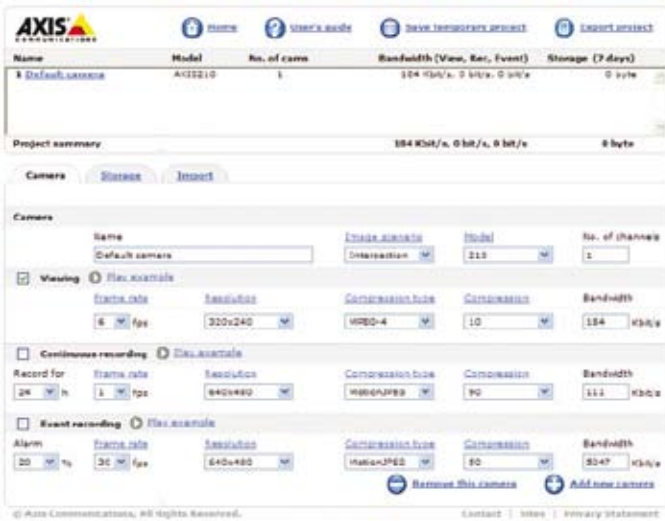 AXIS
COMMUNICATIONS
Home
User's guide
Save temporary project
Export project
Name Model No. of cams Bandwidth (View, Rec, Event) Storage (7 days)
1 Default camera AXIS210 1 184 Kbit/s, 0 bit/s, 0 bit/s 0 byte
Project summary 184 Kbit/s, 0 bit/s, 0 bit/s 0 byte
Camera Storage Import
Camera
Name Image scenario Model No. of channels
Default camera Intersection 210 1
Viewing Play example
Frame rate Resolution Compression type Compression Bandwidth
6 fps 320x240 MPEG-4 10 184 Kbit/s
Continuous recording Play example
Record for Frame rate Resolution Compression type Compression Bandwidth
24 h 1 fps 640x480 MotionJPEG 90 111 Kbit/s
Event recording Play example
Alarm Frame rate Resolution Compression type Compression Bandwidth
20 % 30 fps 640x480 MotionJPEG 50 5047 Kbit/s
Remove this camera Add new camera
© Axis Communications, All Rights Reserved. Contact | Sites | Privacy Statement